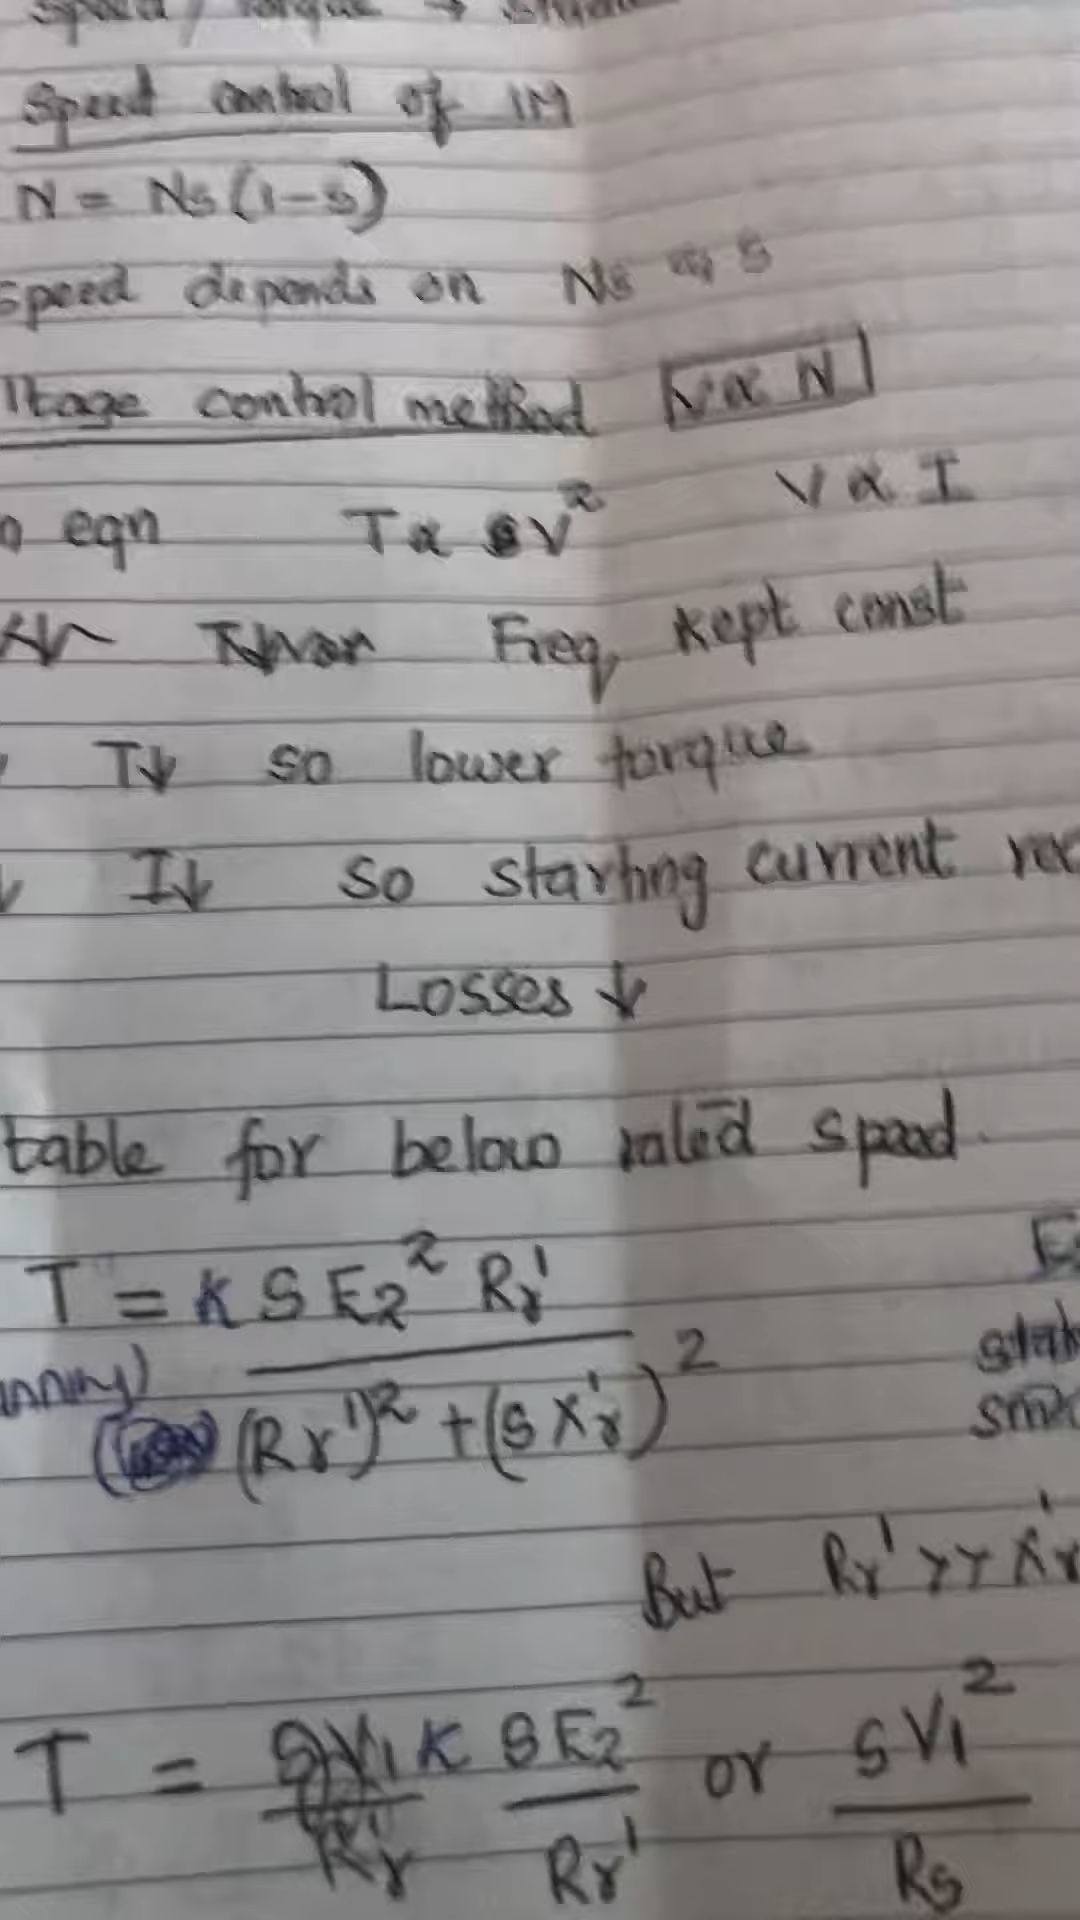 Speed control of IM
N = Ns (1-s)
speed depends on Ns s
ltage control method V α N
V α I
eqn T α sV²
Freq kept const
T↓ so lower torque
I↓ so starting current rec
Losses ↓
table for below rated speed.
T = K S E₂² Rr'
(Rr')² + (S X'r)²
But Rr' >> X'r
T = K S E₂² / Rr' or S V₁² / Rs